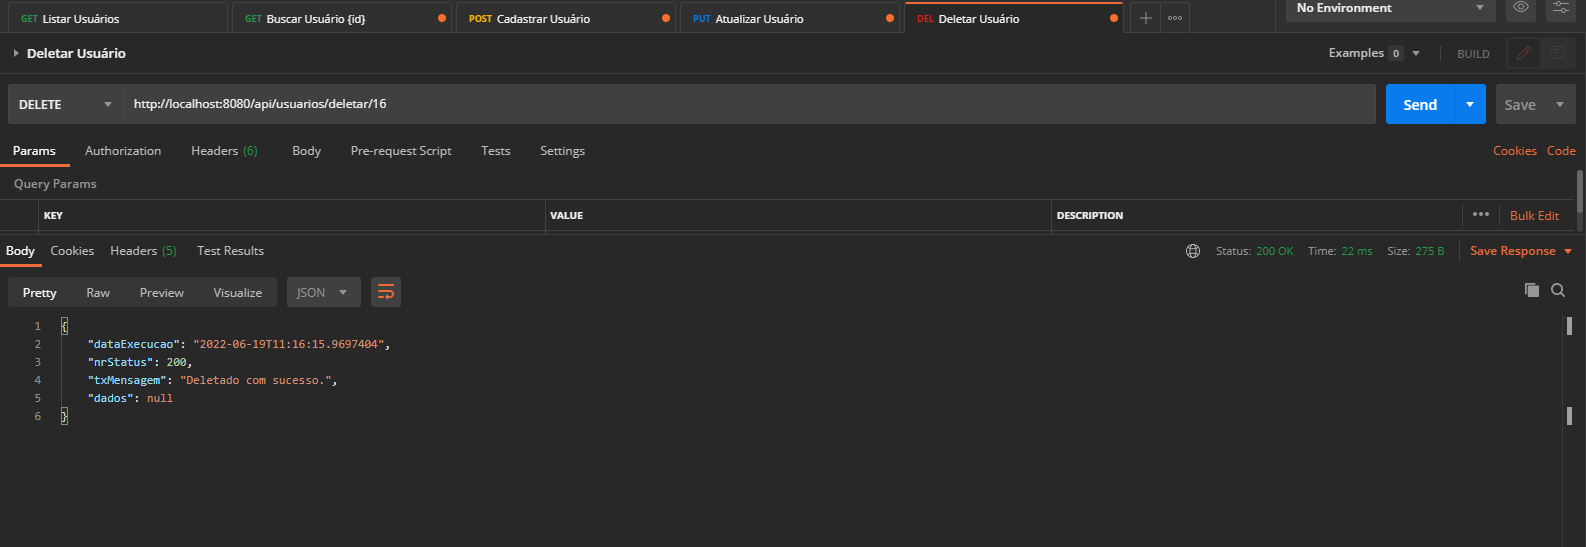 GET Listar Usuários
GET Buscar Usuário {id}
POST Cadastrar Usuário
PUT Atualizar Usuário
DEL Deletar Usuário
No Environment
Deletar Usuário
Examples 0
BUILD
DELETE
http://localhost:8080/api/usuarios/deletar/16
Send
Save
Params Authorization Headers (6) Body Pre-request Script Tests Settings
Cookies Code
Query Params
KEY VALUE DESCRIPTION
Bulk Edit
Body Cookies Headers (5) Test Results
Status: 200 OK Time: 22 ms Size: 275 B
Save Response
Pretty Raw Preview Visualize JSON
1 {
2 "dataExecucao": "2022-06-19T11:16:15.9697404",
3 "nrStatus": 200,
4 "txMensagem": "Deletado com sucesso.",
5 "dados": null
6 }